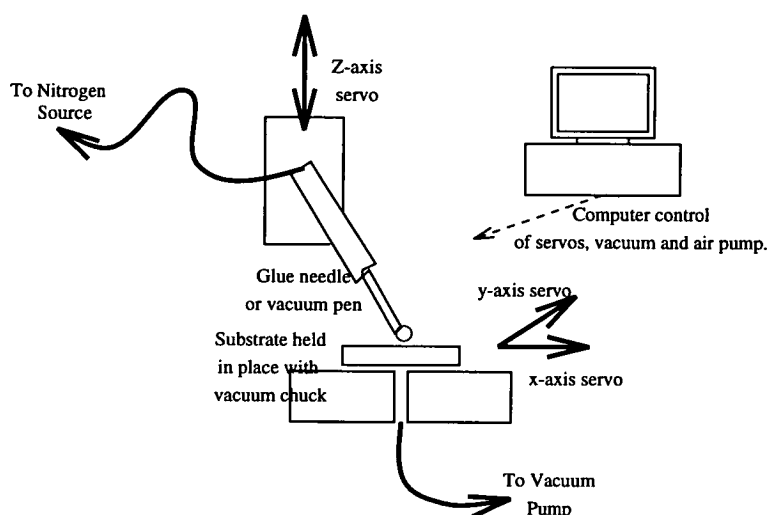 Z-axis
servo
To Nitrogen
Source
Computer control
of servos, vacuum and air pump.
Glue needle
or vacuum pen
y-axis servo
Substrate held
in place with
vacuum chuck
x-axis servo
To Vacuum
Pump